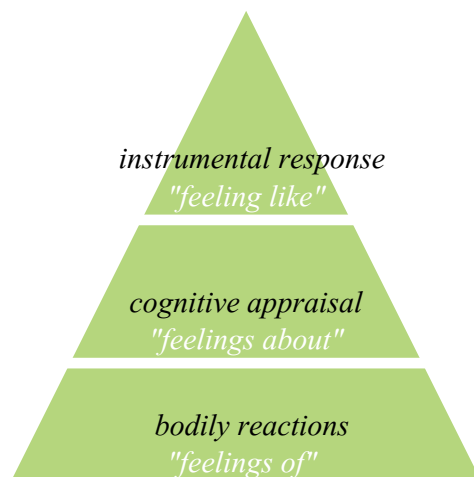 instrumental response
"feeling like"
cognitive appraisal
"feelings about"
bodily reactions
"feelings of"